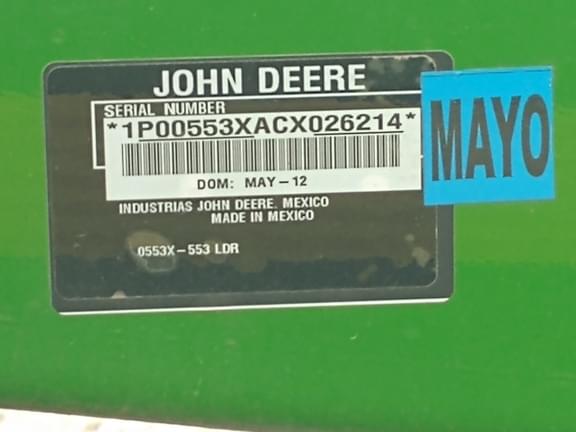 JOHN DEERE
SERIAL NUMBER
*1P00553XACX026214*
DOM: MAY-12
INDUSTRIAS JOHN DEERE. MEXICO
MADE IN MEXICO
0553X-553 LDR
MAYO